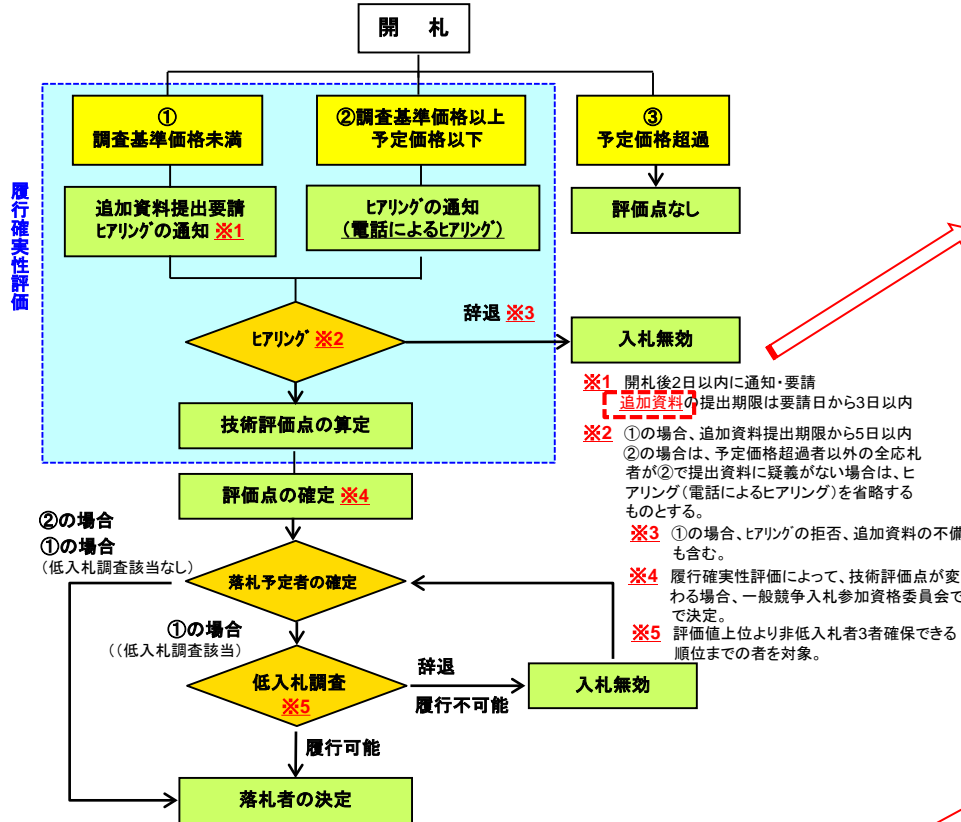 開　札
①
調査基準価格未満
②調査基準価格以上
予定価格以下
③
予定価格超過
履行確実性評価
追加資料提出要請
ﾋｱﾘﾝｸﾞの通知 ※1
ﾋｱﾘﾝｸﾞの通知
(電話によるﾋｱﾘﾝｸﾞ)
評価点なし
ﾋｱﾘﾝｸﾞ ※2
辞退 ※3
入札無効
技術評価点の算定
※1 開札後2日以内に通知・要請
追加資料の提出期限は要請日から3日以内
※2 ①の場合、追加資料提出期限から5日以内
②の場合は、予定価格超過者以外の全応札
者が②で提出資料に疑義がない場合は、ヒ
アリング(電話によるヒアリング)を省略する
ものとする。
※3 ①の場合、ﾋｱﾘﾝｸﾞの拒否、追加資料の不備
も含む。
※4 履行確実性評価によって、技術評価点が変
わる場合、一般競争入札参加資格委員会で
で決定。
※5 評価値上位より非低入札者3者確保できる
順位までの者を対象。
評価点の確定 ※4
②の場合
①の場合
(低入札調査該当なし)
落札予定者の確定
①の場合
((低入札調査該当)
低入札調査
※5
辞退
履行不可能
入札無効
履行可能
落札者の決定